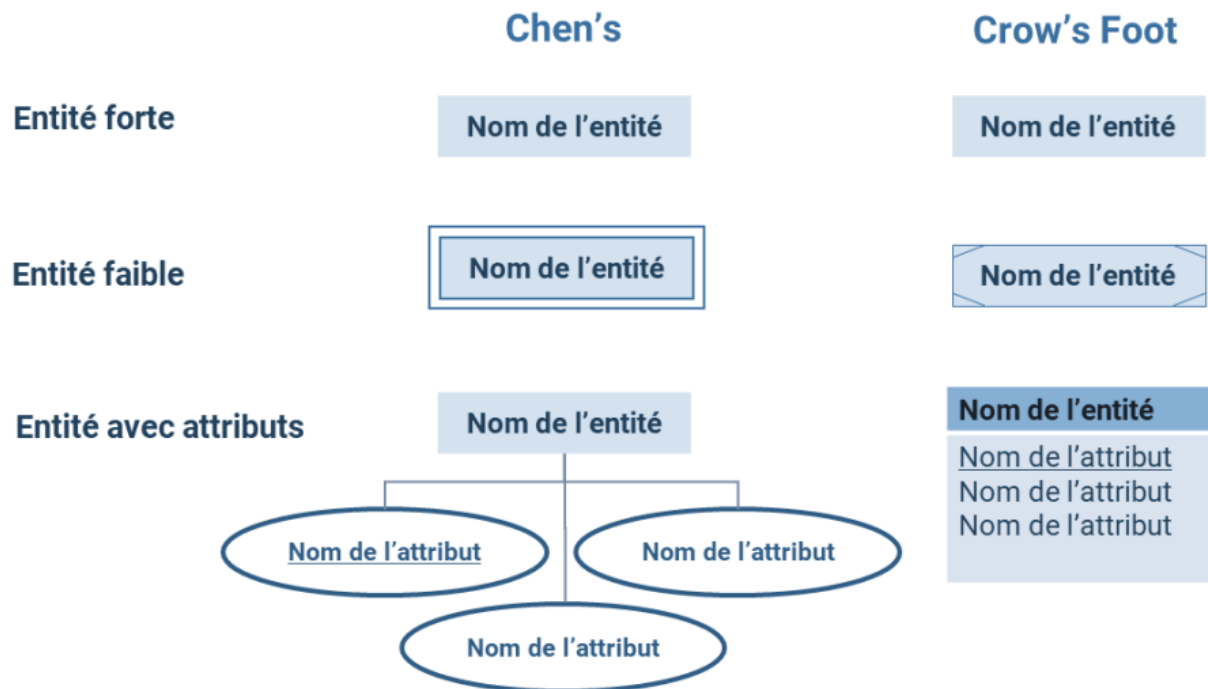 Chen's
Crow's Foot
Entité forte
Nom de l'entité
Nom de l'entité
Entité faible
Nom de l'entité
Nom de l'entité
Entité avec attributs
Nom de l'entité
Nom de l'attribut
Nom de l'attribut
Nom de l'attribut
Nom de l'entité
Nom de l'attribut
Nom de l'attribut
Nom de l'attribut